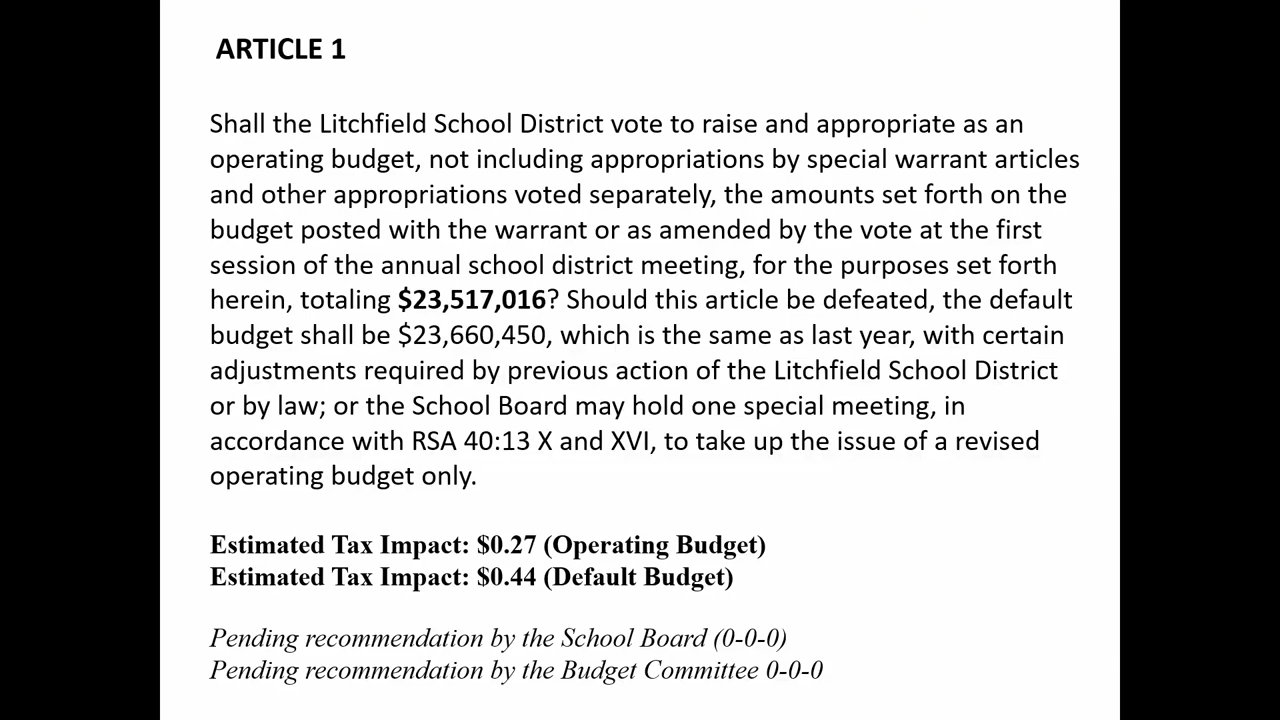 ARTICLE 1
Shall the Litchfield School District vote to raise and appropriate as an
operating budget, not including appropriations by special warrant articles
and other appropriations voted separately, the amounts set forth on the
budget posted with the warrant or as amended by the vote at the first
session of the annual school district meeting, for the purposes set forth
herein, totaling $23,517,016? Should this article be defeated, the default
budget shall be $23,660,450, which is the same as last year, with certain
adjustments required by previous action of the Litchfield School District
or by law; or the School Board may hold one special meeting, in
accordance with RSA 40:13 X and XVI, to take up the issue of a revised
operating budget only.
Estimated Tax Impact: $0.27 (Operating Budget)
Estimated Tax Impact: $0.44 (Default Budget)
Pending recommendation by the School Board (0-0-0)
Pending recommendation by the Budget Committee 0-0-0